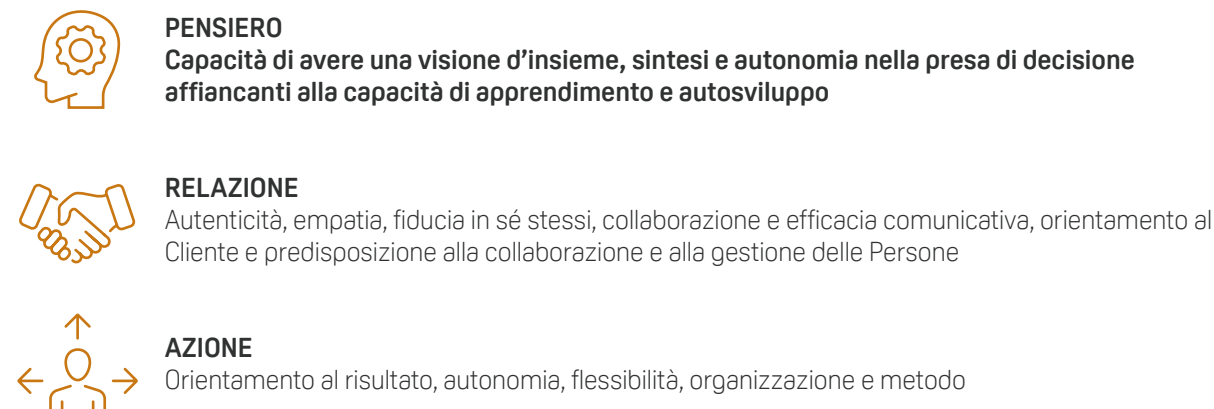 PENSIERO
Capacità di avere una visione d'insieme, sintesi e autonomia nella presa di decisione
affiancanti alla capacità di apprendimento e autosviluppo
RELAZIONE
Autenticità, empatia, fiducia in sé stessi, collaborazione e efficacia comunicativa, orientamento al
Cliente e predisposizione alla collaborazione e alla gestione delle Persone
AZIONE
Orientamento al risultato, autonomia, flessibilità, organizzazione e metodo